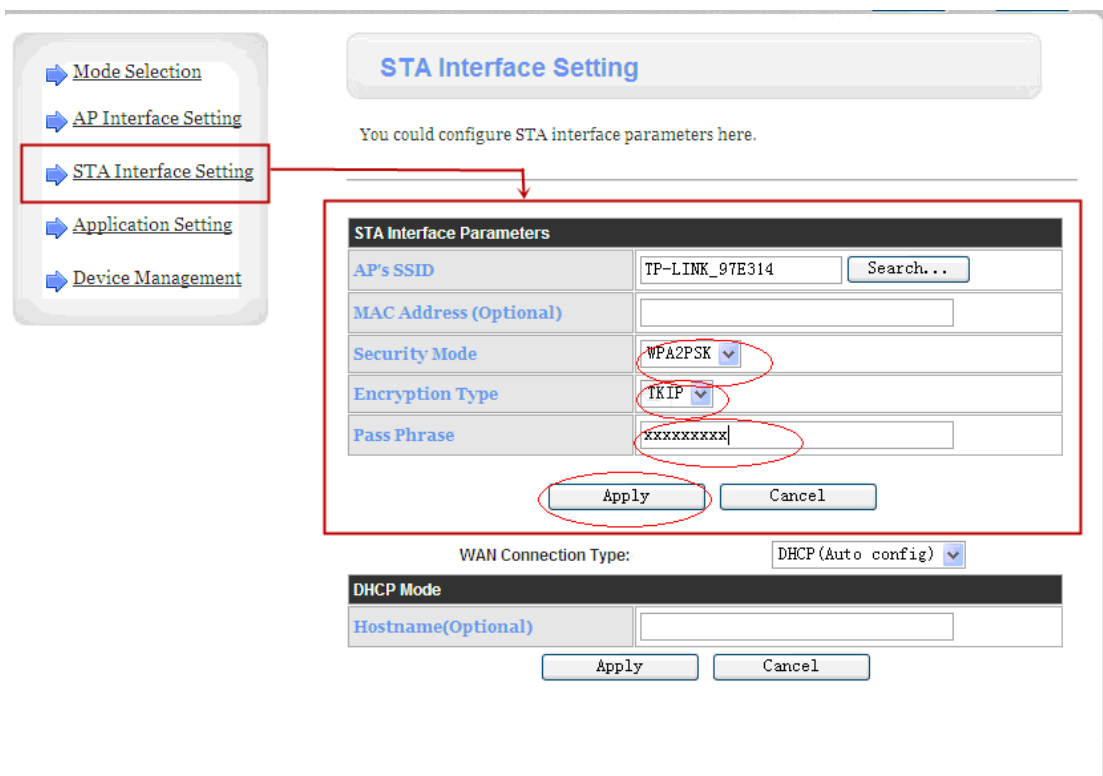 Mode Selection
AP Interface Setting
STA Interface Setting
Application Setting
Device Management
STA Interface Setting
You could configure STA interface parameters here.
STA Interface Parameters
AP's SSID TP-LINK_97E314 Search...
MAC Address (Optional)
Security Mode WPA2PSK
Encryption Type TKIP
Pass Phrase xxxxxxxxx
Apply Cancel
WAN Connection Type: DHCP(Auto config)
DHCP Mode
Hostname(Optional)
Apply Cancel